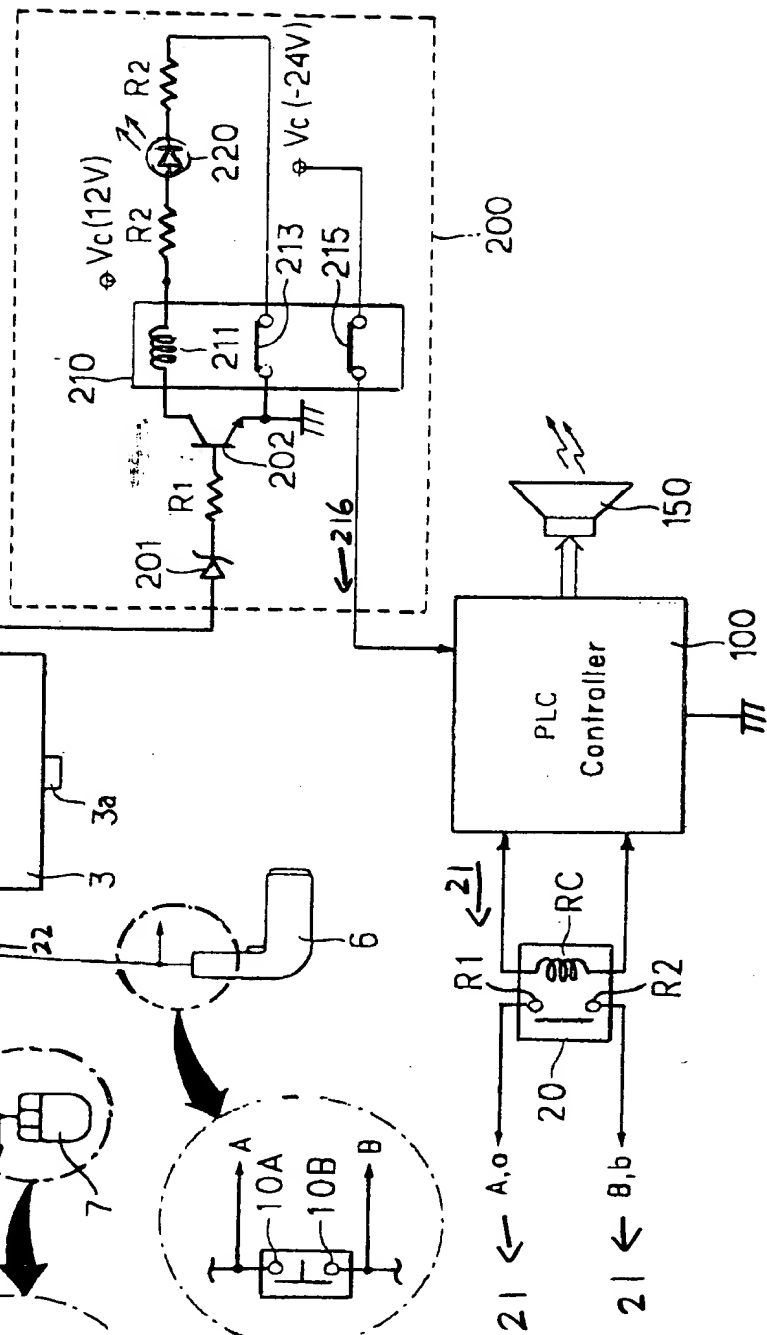 Vc(12V)
R2
R2
220
Vc(-24V)
210
211
213
215
200
R1
201
202
←216
150
PLC
Controller
100
3
3a
22
6
7
←21
R1
RC
R2
20
A
10A
10B
B
21 ← A,a
21 ← B,b